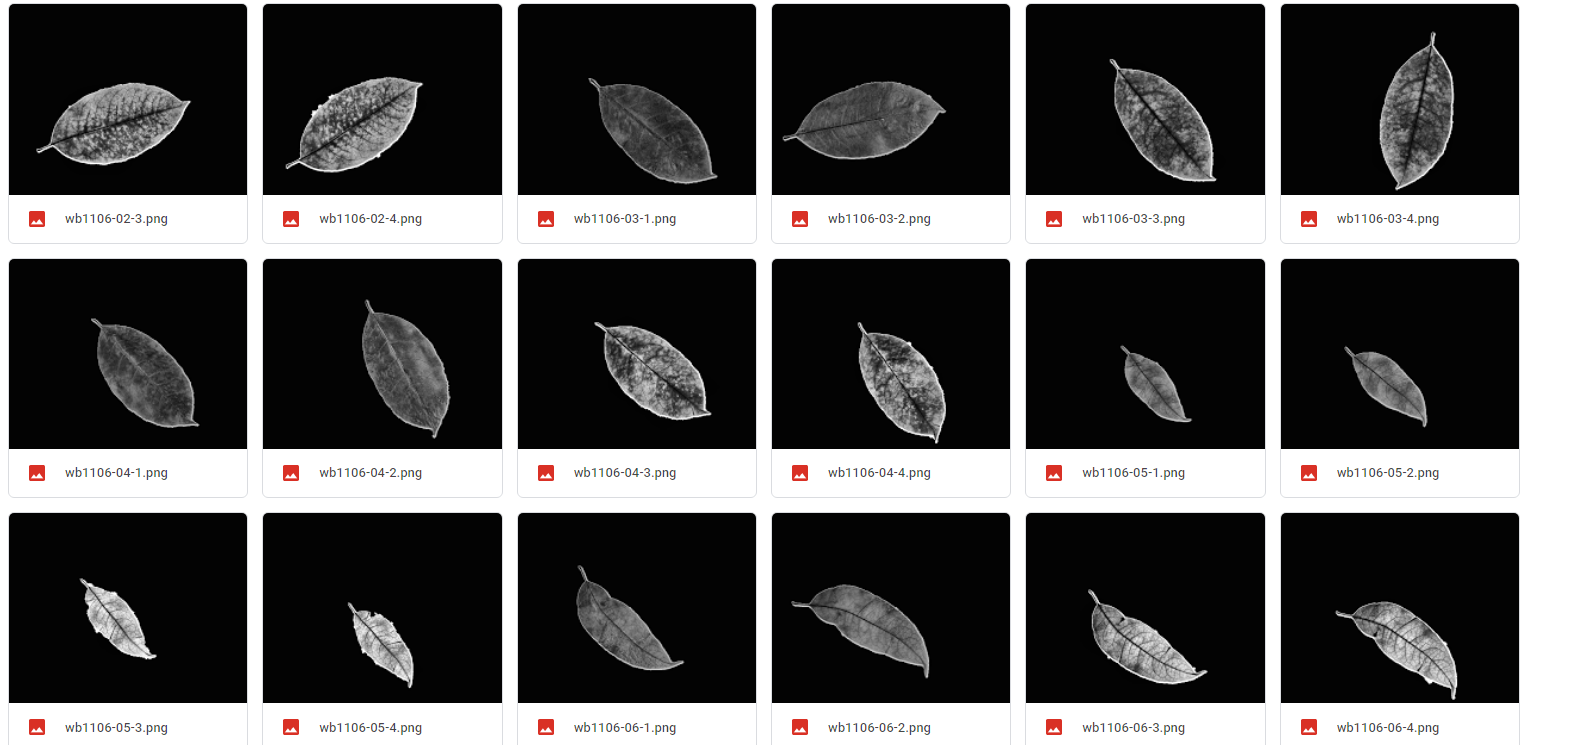 wb1106-02-3.png
wb1106-02-4.png
wb1106-03-1.png
wb1106-03-2.png
wb1106-03-3.png
wb1106-03-4.png
wb1106-04-1.png
wb1106-04-2.png
wb1106-04-3.png
wb1106-04-4.png
wb1106-05-1.png
wb1106-05-2.png
wb1106-05-3.png
wb1106-05-4.png
wb1106-06-1.png
wb1106-06-2.png
wb1106-06-3.png
wb1106-06-4.png